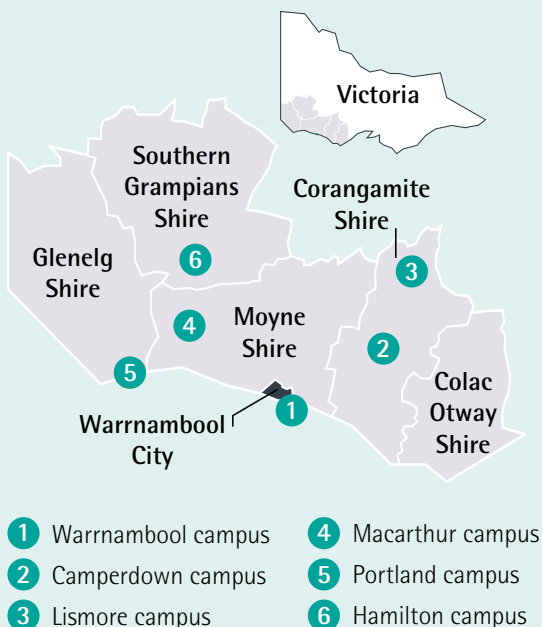 Victoria
Southern
Grampians
Shire
Corangamite
Shire
Glenelg
Shire
6
3
4
Moyne
Shire
2
5
Colac
Otway
Shire
1
Warrnambool
City
1 Warrnambool campus
2 Camperdown campus
3 Lismore campus
4 Macarthur campus
5 Portland campus
6 Hamilton campus